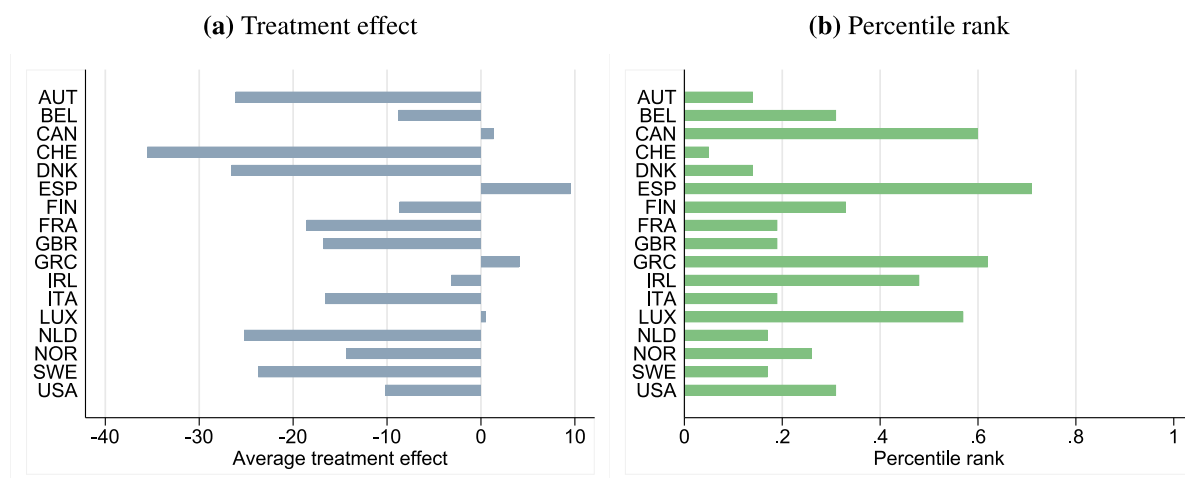 (a) Treatment effect
AUT
BEL
CAN
CHE
DNK
ESP
FIN
FRA
GBR
GRC
IRL
ITA
LUX
NLD
NOR
SWE
USA
-40 -30 -20 -10 0 10
Average treatment effect
(b) Percentile rank
AUT
BEL
CAN
CHE
DNK
ESP
FIN
FRA
GBR
GRC
IRL
ITA
LUX
NLD
NOR
SWE
USA
0 .2 .4 .6 .8 1
Percentile rank